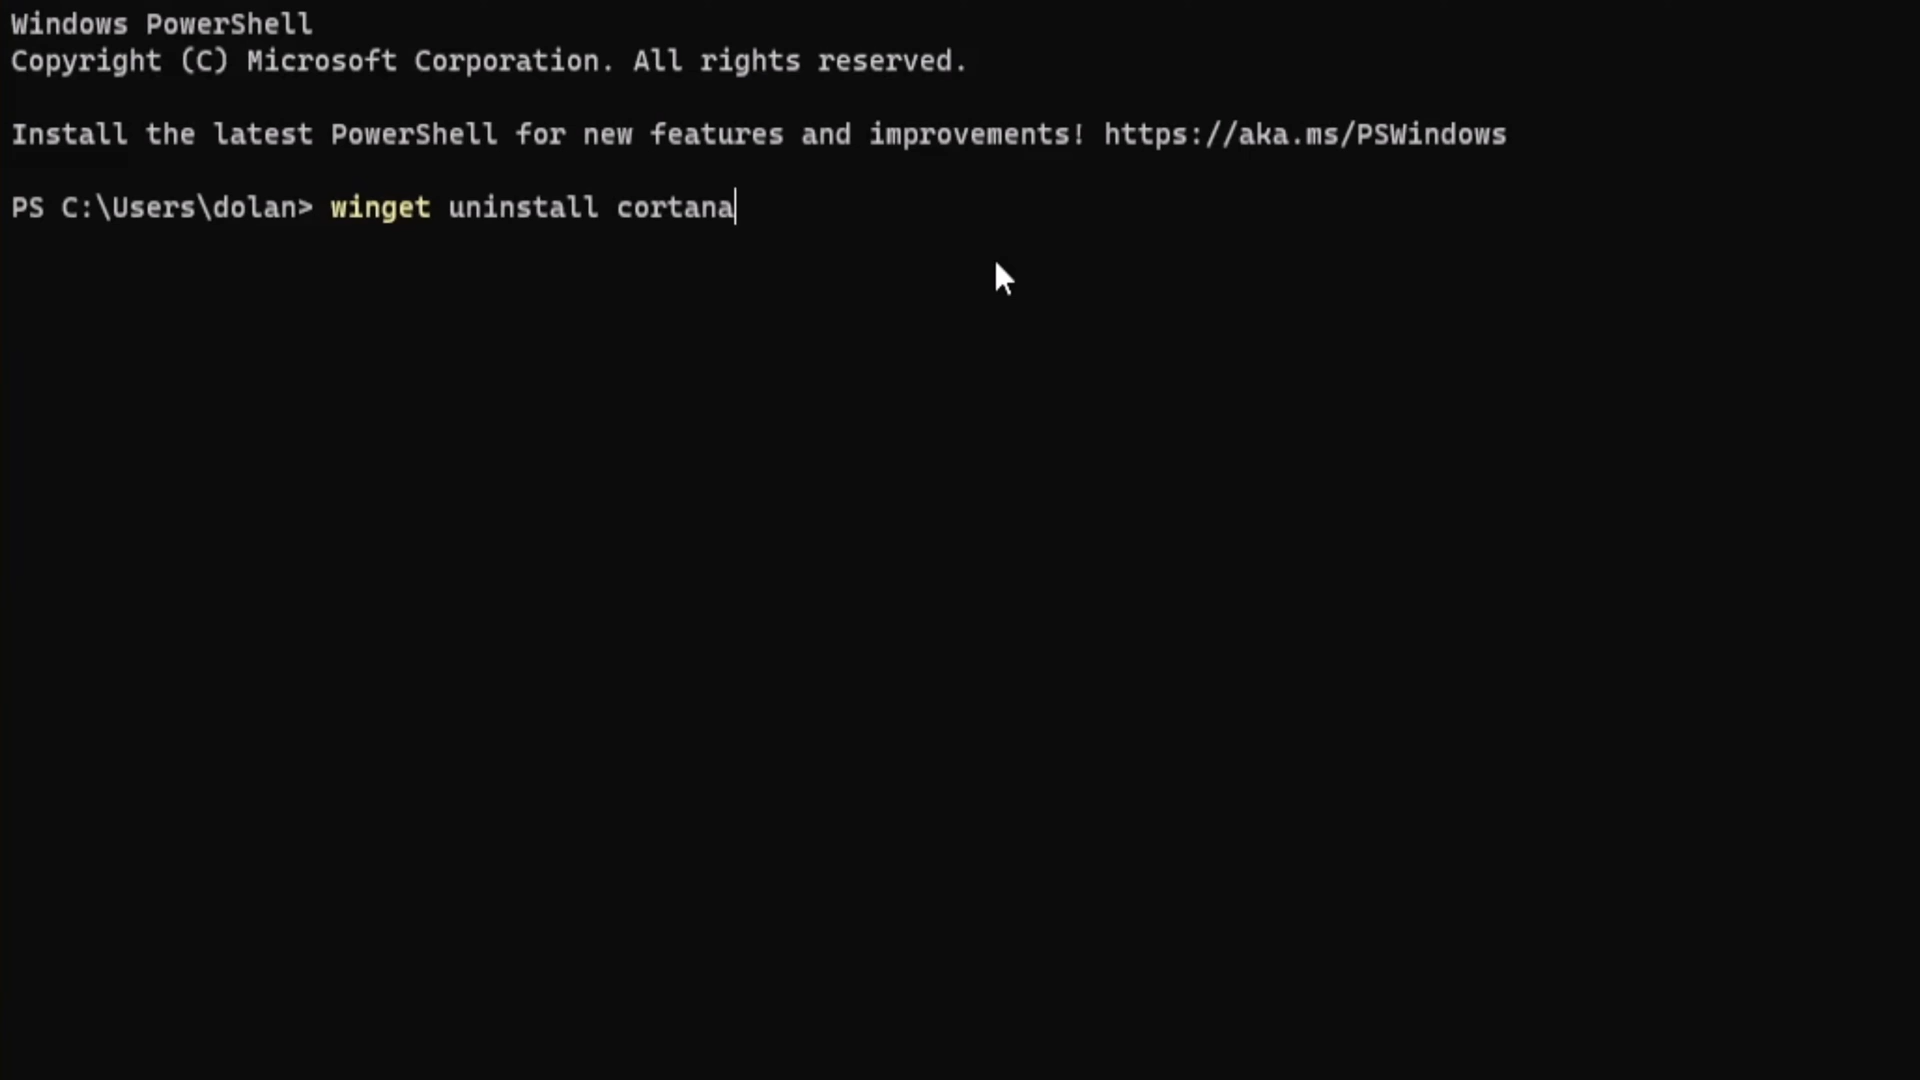 Windows PowerShell
Copyright (C) Microsoft Corporation. All rights reserved.
Install the latest PowerShell for new features and improvements! https://aka.ms/PSWindows
PS C:\Users\dolan> winget uninstall cortana